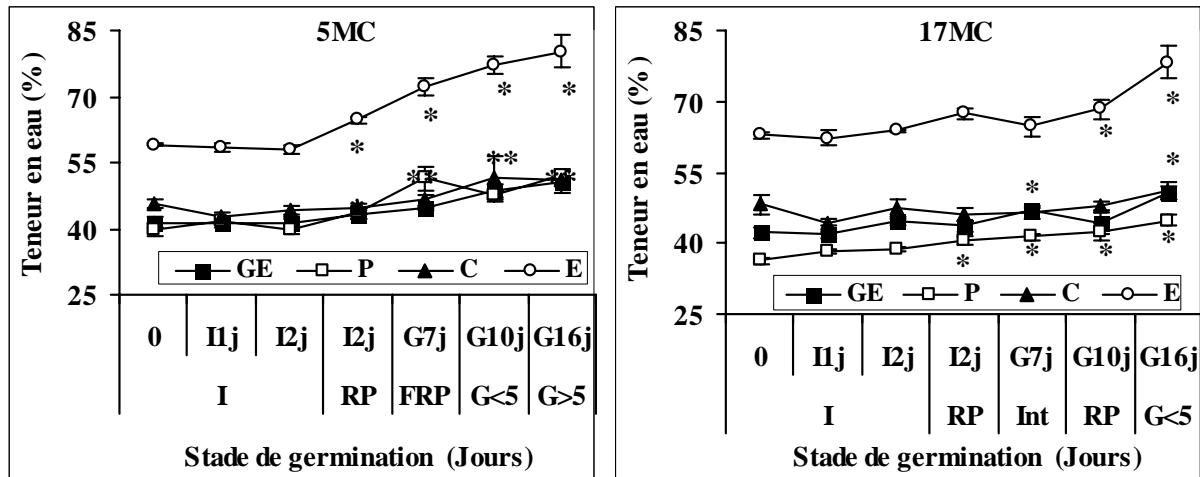 5MC
Teneur en eau (%)
85
70
55
40
25
* * * *
* ** ** **
GE P C E
0 I1j I2j I2j G7j G10j G16j
I RP FRP G<5 G>5
Stade de germination (Jours)
17MC
Teneur en eau (%)
85
70
55
40
25
* *
* *
* * * *
GE P C E
0 I1j I2j I2j G7j G10j G16j
I RP Int RP G<5
Stade de germination (Jours)